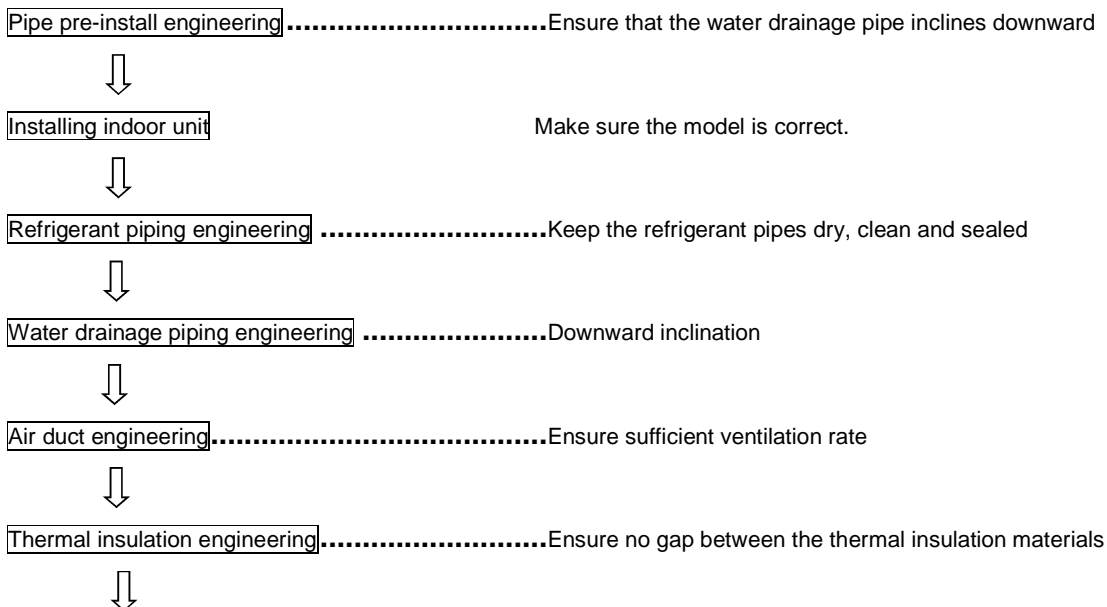 Pipe pre-install engineering ...............................Ensure that the water drainage pipe inclines downward
Installing indoor unit Make sure the model is correct.
Refrigerant piping engineering ...........................Keep the refrigerant pipes dry, clean and sealed
Water drainage piping engineering ......................Downward inclination
Air duct engineering........................................Ensure sufficient ventilation rate
Thermal insulation engineering...........................Ensure no gap between the thermal insulation materials